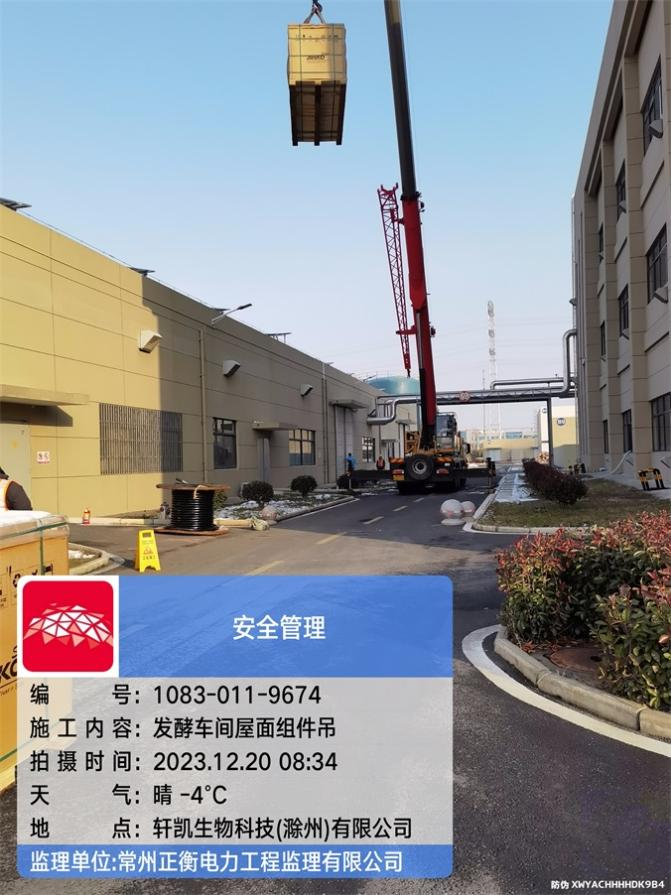 JINKO
安全管理
编 号：1083-011-9674
施工内容：发酵车间屋面组件吊
拍摄时间：2023.12.20 08:34
天 气：晴 -4℃
地 点：轩凯生物科技(滁州)有限公司
监理单位:常州正衡电力工程监理有限公司
防伪 XWYACHHHHDK9B4